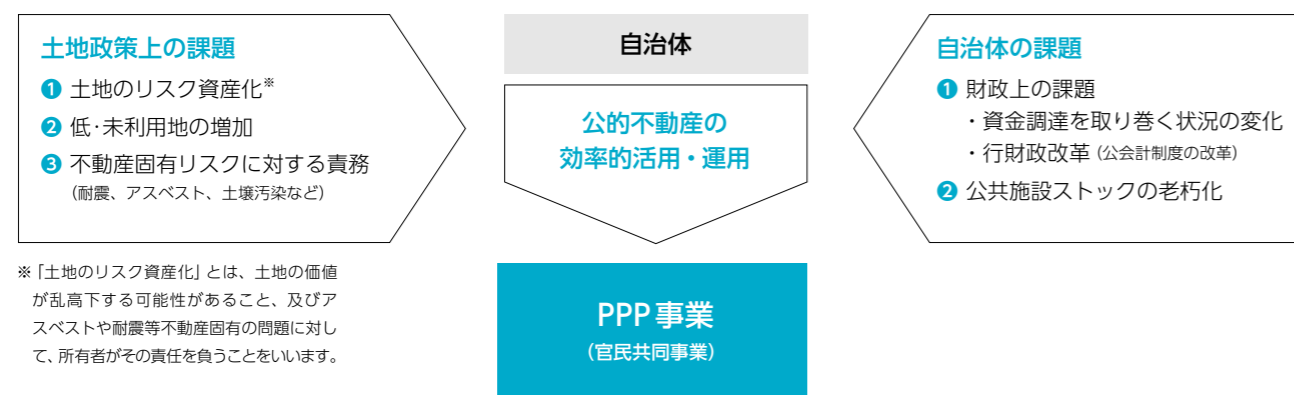 土地政策上の課題
❶ 土地のリスク資産化※
❷ 低･未利用地の増加
❸ 不動産固有リスクに対する責務
（耐震、アスベスト、土壌汚染など）
※「土地のリスク資産化」とは、土地の価値
が乱高下する可能性があること、及びア
スベストや耐震等不動産固有の問題に対し
て、所有者がその責任を負うことをいいます。
自治体
公的不動産の
効率的活用・運用
PPP事業
（官民共同事業）
自治体の課題
❶ 財政上の課題
・資金調達を取り巻く状況の変化
・行財政改革（公会計制度の改革）
❷ 公共施設ストックの老朽化